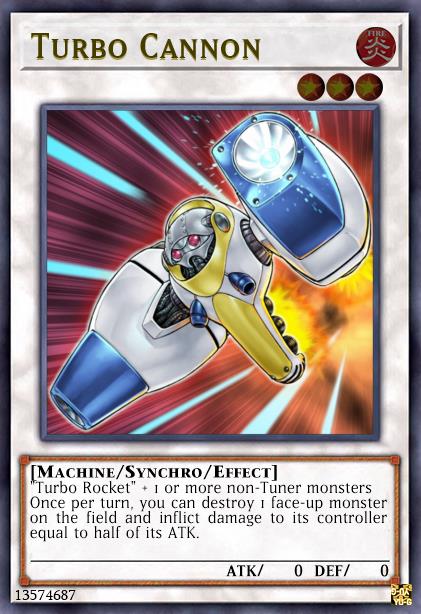 TURBO CANNON
FIRE
炎
[MACHINE/SYNCHRO/EFFECT]
"Turbo Rocket" + 1 or more non-Tuner monsters
Once per turn, you can destroy 1 face-up monster
on the field and inflict damage to its controller
equal to half of its ATK.
ATK/ 0 DEF/ 0
13574687